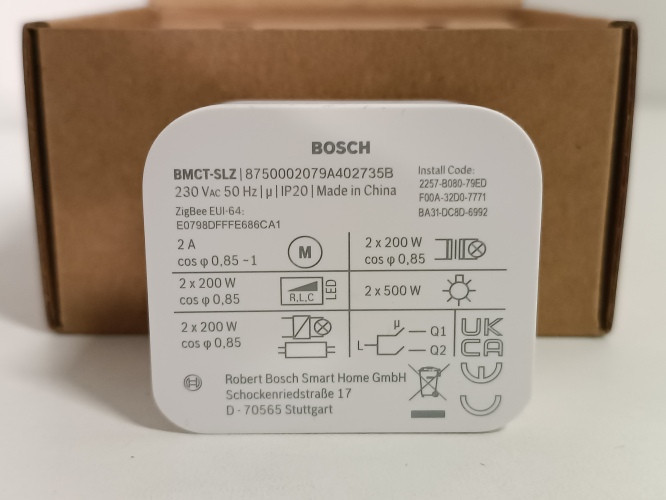 BOSCH
BMCT-SLZ | 8750002079A402735B
230 VAC 50 Hz | µ | IP20 | Made in China
ZigBee EUI-64:
E0798DFFFE686CA1
Install Code:
2257-B080-79ED
F00A-32D0-7771
BA31-DC8D-6992
2 A
cos φ 0,85 -1
M
2 x 200 W
cos φ 0,85
2 x 200 W
cos φ 0,85
R,L,C
LED
2 x 500 W
2 x 200 W
cos φ 0,85
L
µ
Q1
Q2
UK
CA
CE
Robert Bosch Smart Home GmbH
Schockenriedstraße 17
D - 70565 Stuttgart